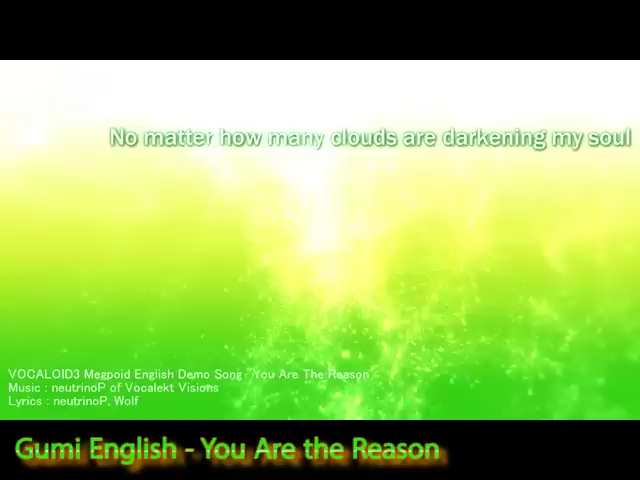 No matter how many clouds are darkening my soul
VOCALOID3 Megpoid English Demo Song - You Are The Reason -
Music : neutrinoP of Vocalekt Visions
Lyrics : neutrinoP, Wolf
Gumi English - You Are the Reason